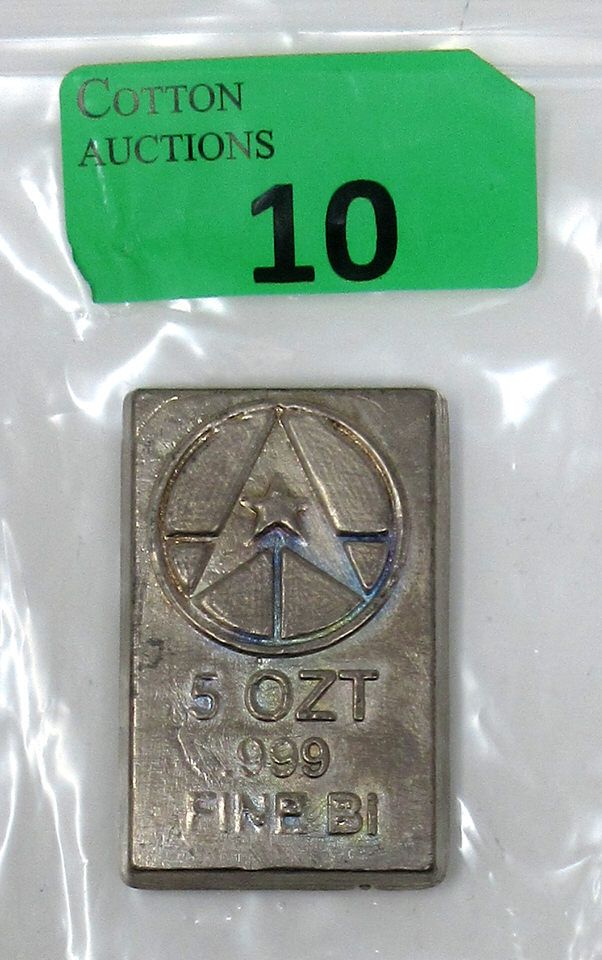 COTTON
AUCTIONS
10
5 OZT
.999
FINE Bi